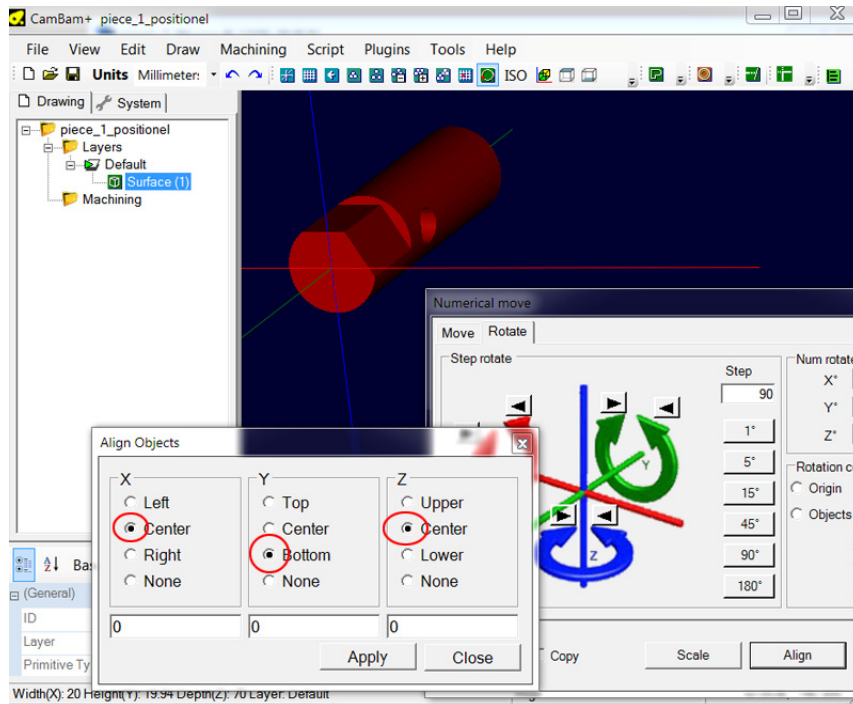 CamBam+ piece_1_positionel
File View Edit Draw Machining Script Plugins Tools Help
Units Millimeter: ISO
Drawing System
piece_1_positionel
Layers
Default
Surface (1)
Machining
Numerical move
Move Rotate
Step rotate
Step
90
1°
5°
15°
45°
90°
180°
Y
Z
Num rotate
X°
Y°
Z°
Rotation c
Origin
Objects
Align Objects
X Y Z
Left Top Upper
Center Center Center
Right Bottom Lower
None None None
0 0 0
Apply Close
Copy Scale Align
Ba
(General)
ID
Layer
Primitive Ty
Width(X): 20 Height(Y): 19.94 Depth(Z): 70 Layer: Default